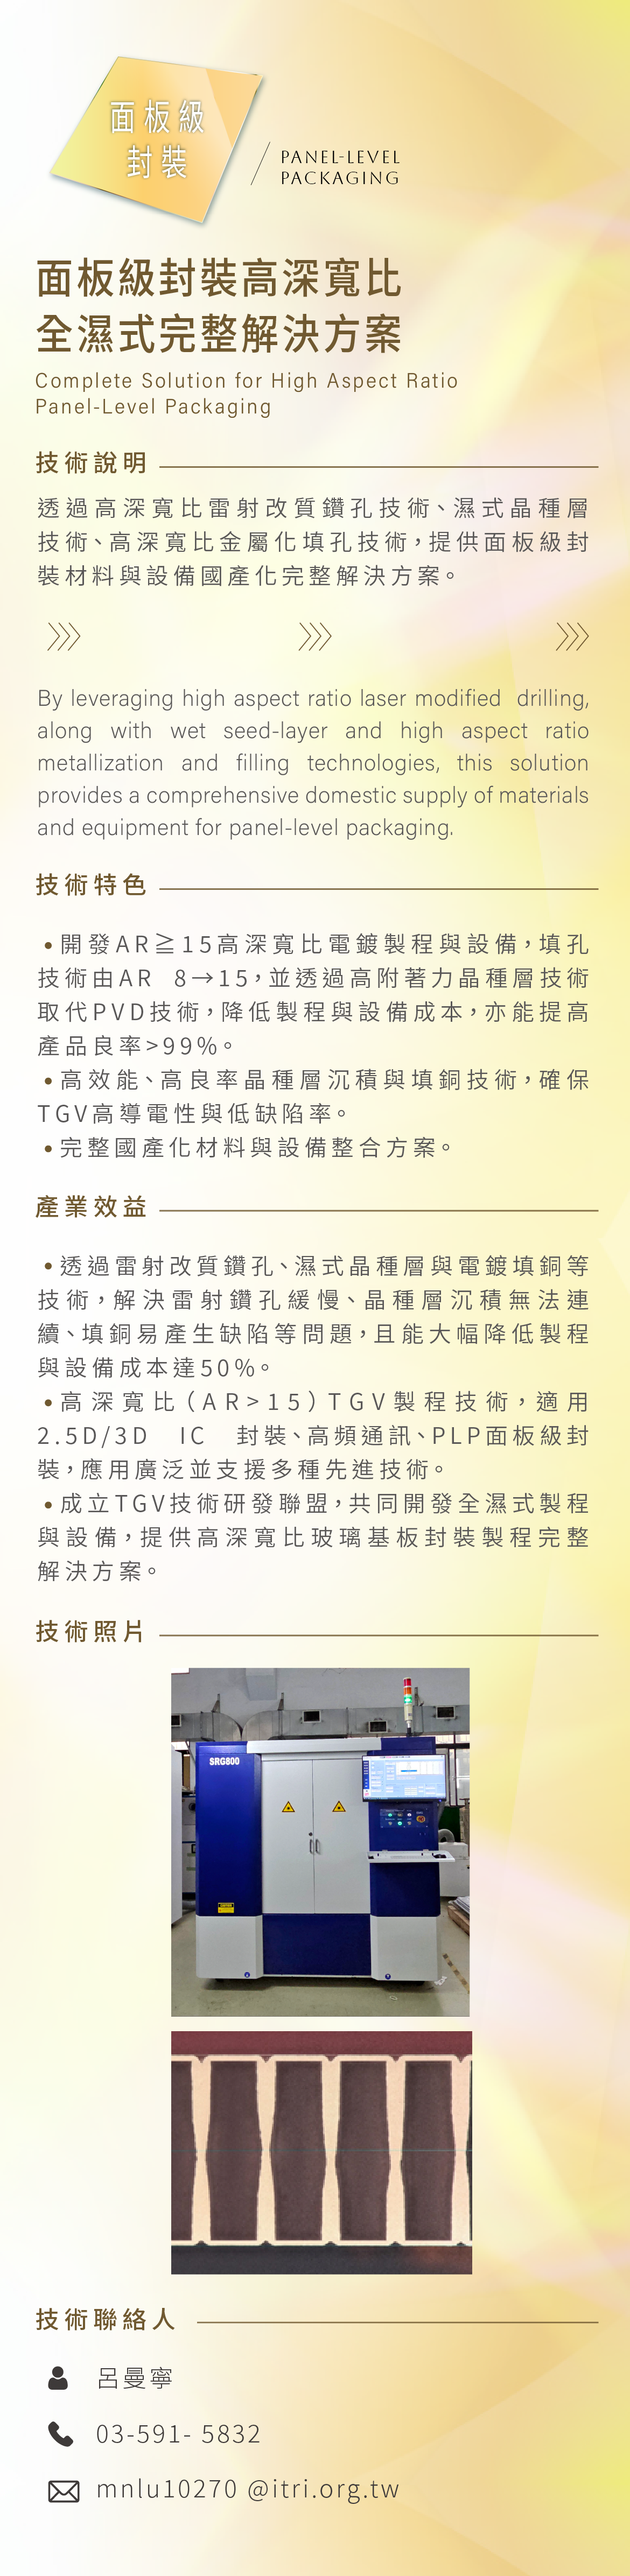 面板級
封裝
PANEL-LEVEL
PACKAGING
面板級封裝高深寬比
全濕式完整解決方案
Complete Solution for High Aspect Ratio
Panel-Level Packaging
技術說明
透過高深寬比雷射改質鑽孔技術、濕式晶種層
技術、高深寬比金屬化填孔技術，提供面板級封
裝材料與設備國產化完整解決方案。
By leveraging high aspect ratio laser modified drilling,
along with wet seed-layer and high aspect ratio
metallization and filling technologies, this solution
provides a comprehensive domestic supply of materials
and equipment for panel-level packaging.
技術特色
•開發AR≧15高深寬比電鍍製程與設備，填孔
技術由AR 8→15，並透過高附著力晶種層技術
取代PVD技術，降低製程與設備成本，亦能提高
產品良率>99%。
•高效能、高良率晶種層沉積與填銅技術，確保
TGV高導電性與低缺陷率。
•完整國產化材料與設備整合方案。
產業效益
•透過雷射改質鑽孔、濕式晶種層與電鍍填銅等
技術，解決雷射鑽孔緩慢、晶種層沉積無法連
續、填銅易產生缺陷等問題，且能大幅降低製程
與設備成本達50%。
•高深寬比（AR>15）TGV製程技術，適用
2.5D/3D IC 封裝、高頻通訊、PLP面板級封
裝，應用廣泛並支援多種先進技術。
•成立TGV技術研發聯盟，共同開發全濕式製程
與設備，提供高深寬比玻璃基板封裝製程完整
解決方案。
技術照片
SRG800
技術聯絡人
呂曼寧
03-591- 5832
mnlu10270 @itri.org.tw